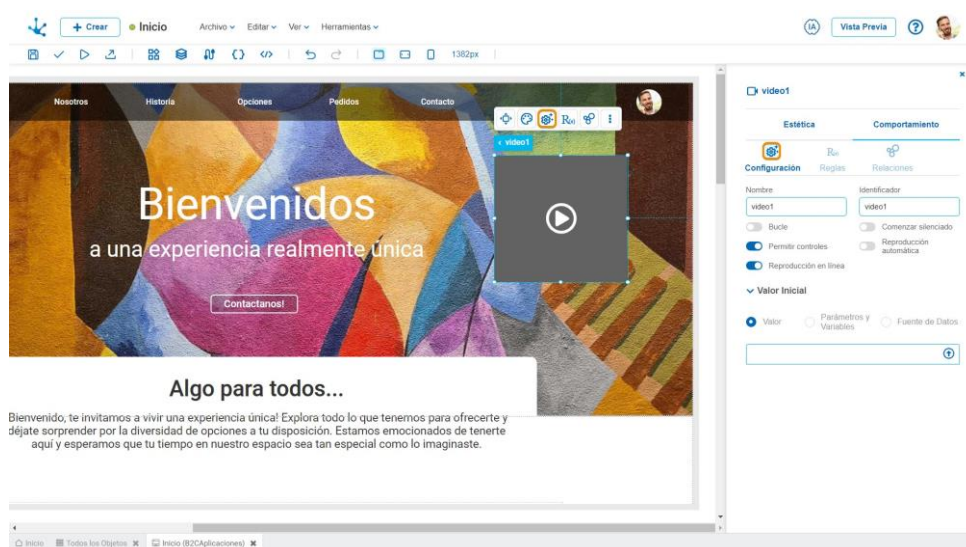 + Crear
Inicio
Archivo
Editar
Ver
Herramientas
IA
Vista Previa
?
1382px
Nosotros
Historia
Opciones
Pedidos
Contacto
R(x)
video1
Bienvenidos
a una experiencia realmente única
Contactanos!
Algo para todos...
Bienvenido, te invitamos a vivir una experiencia única! Explora todo lo que tenemos para ofrecerte y
déjate sorprender por la diversidad de opciones a tu disposición. Estamos emocionados de tenerte
aquí y esperamos que tu tiempo en nuestro espacio sea tan especial como lo imaginaste.
video1
Estética
Comportamiento
R(x)
Configuración
Reglas
Relaciones
Nombre
Identificador
video1
video1
Bucle
Comenzar silenciado
Permitir controles
Reproducción
automática
Reproducción en línea
Valor Inicial
Valor
Parámetros y
Variables
Fuente de Datos
Inicio
Todos los Objetos
Inicio (B2CAplicaciones)